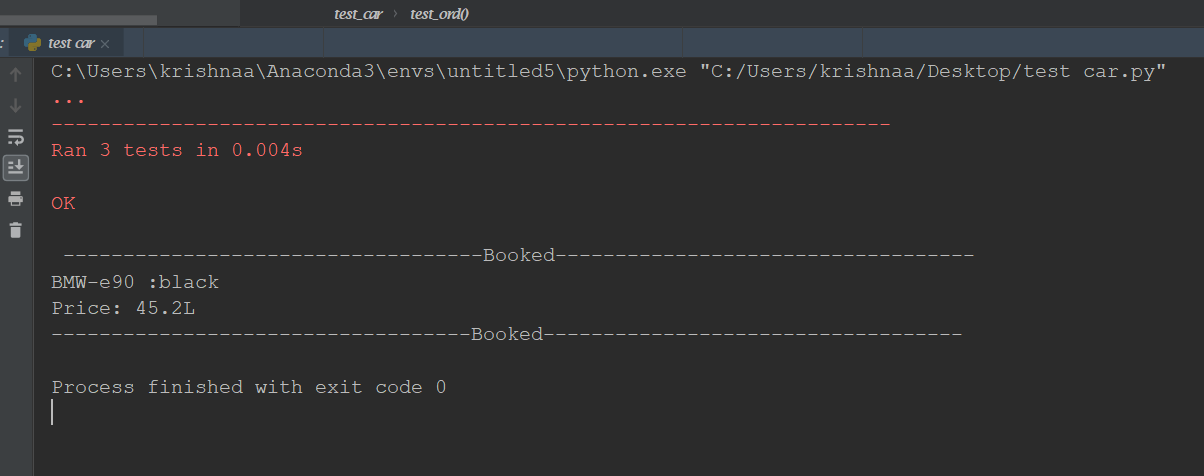 test_car › test_ord()
: test car ×
C:\Users\krishnaa\Anaconda3\envs\untitled5\python.exe "C:/Users/krishnaa/Desktop/test car.py"
...
----------------------------------------------------------------------
Ran 3 tests in 0.004s
OK
-----------------------------------Booked-----------------------------------
BMW-e90 :black
Price: 45.2L
-----------------------------------Booked-----------------------------------
Process finished with exit code 0